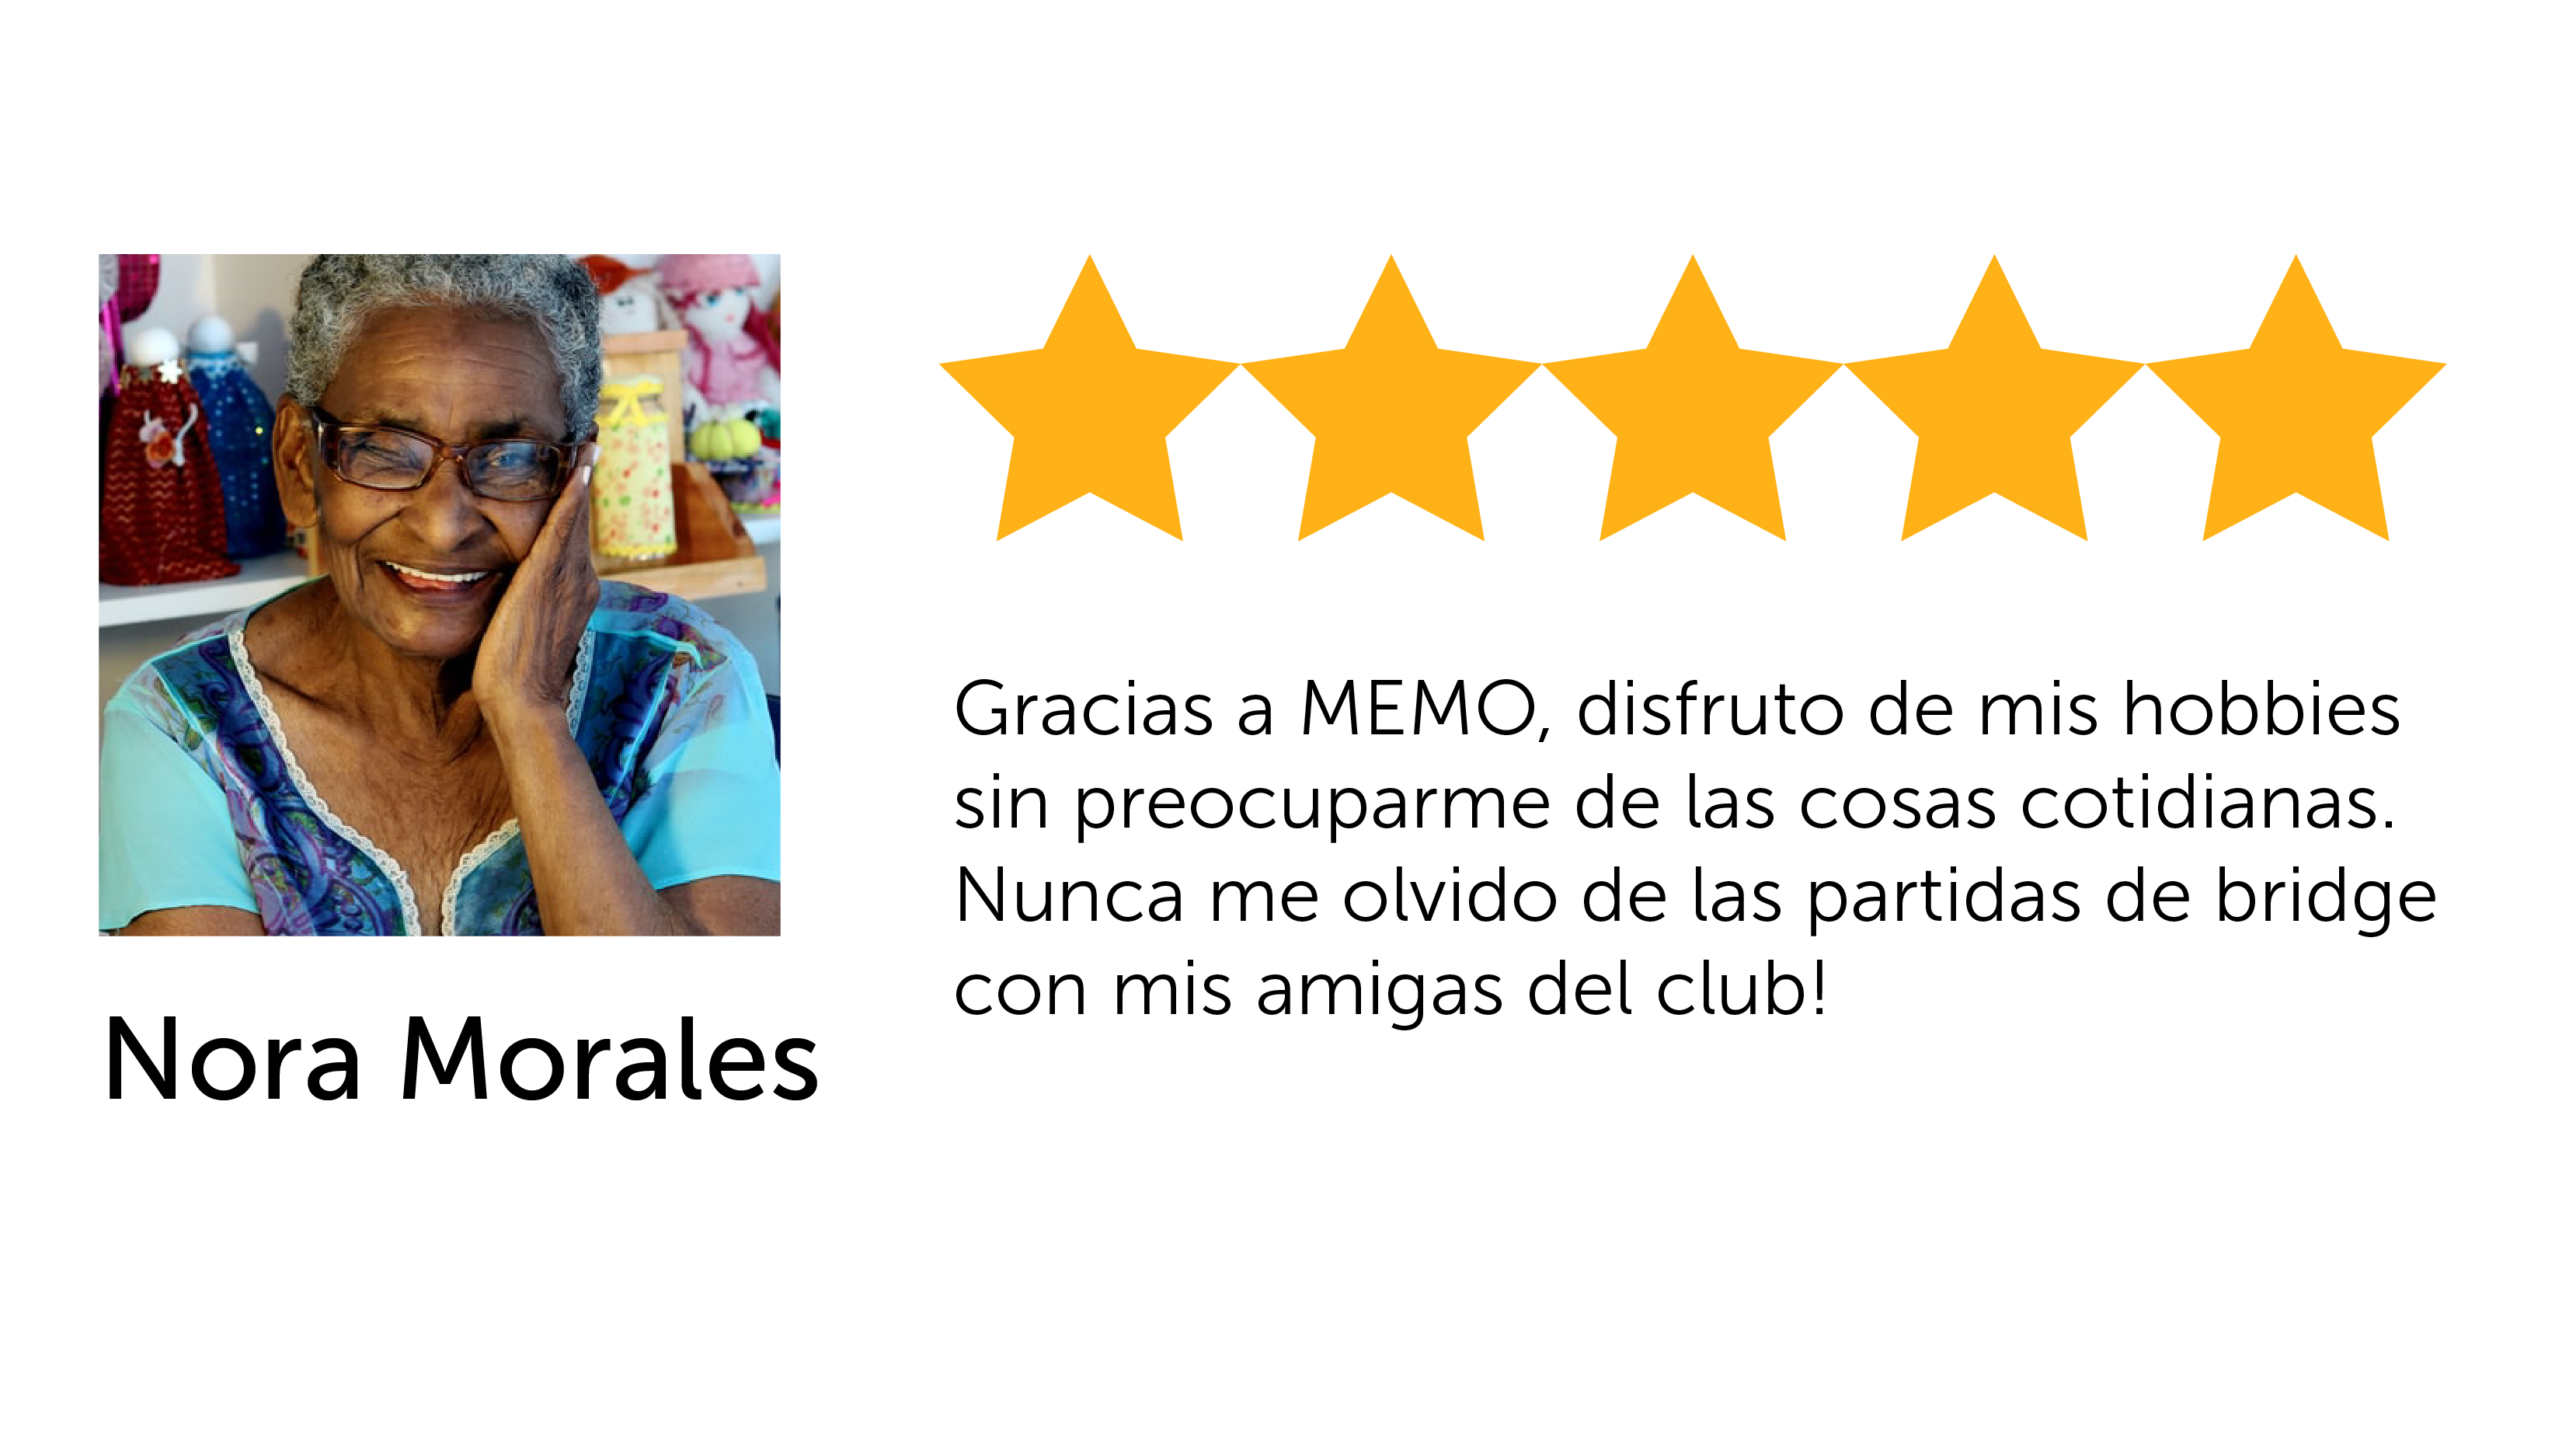 Gracias a MEMO, disfruto de mis hobbies
sin preocuparme de las cosas cotidianas.
Nunca me olvido de las partidas de bridge
con mis amigas del club!
Nora Morales